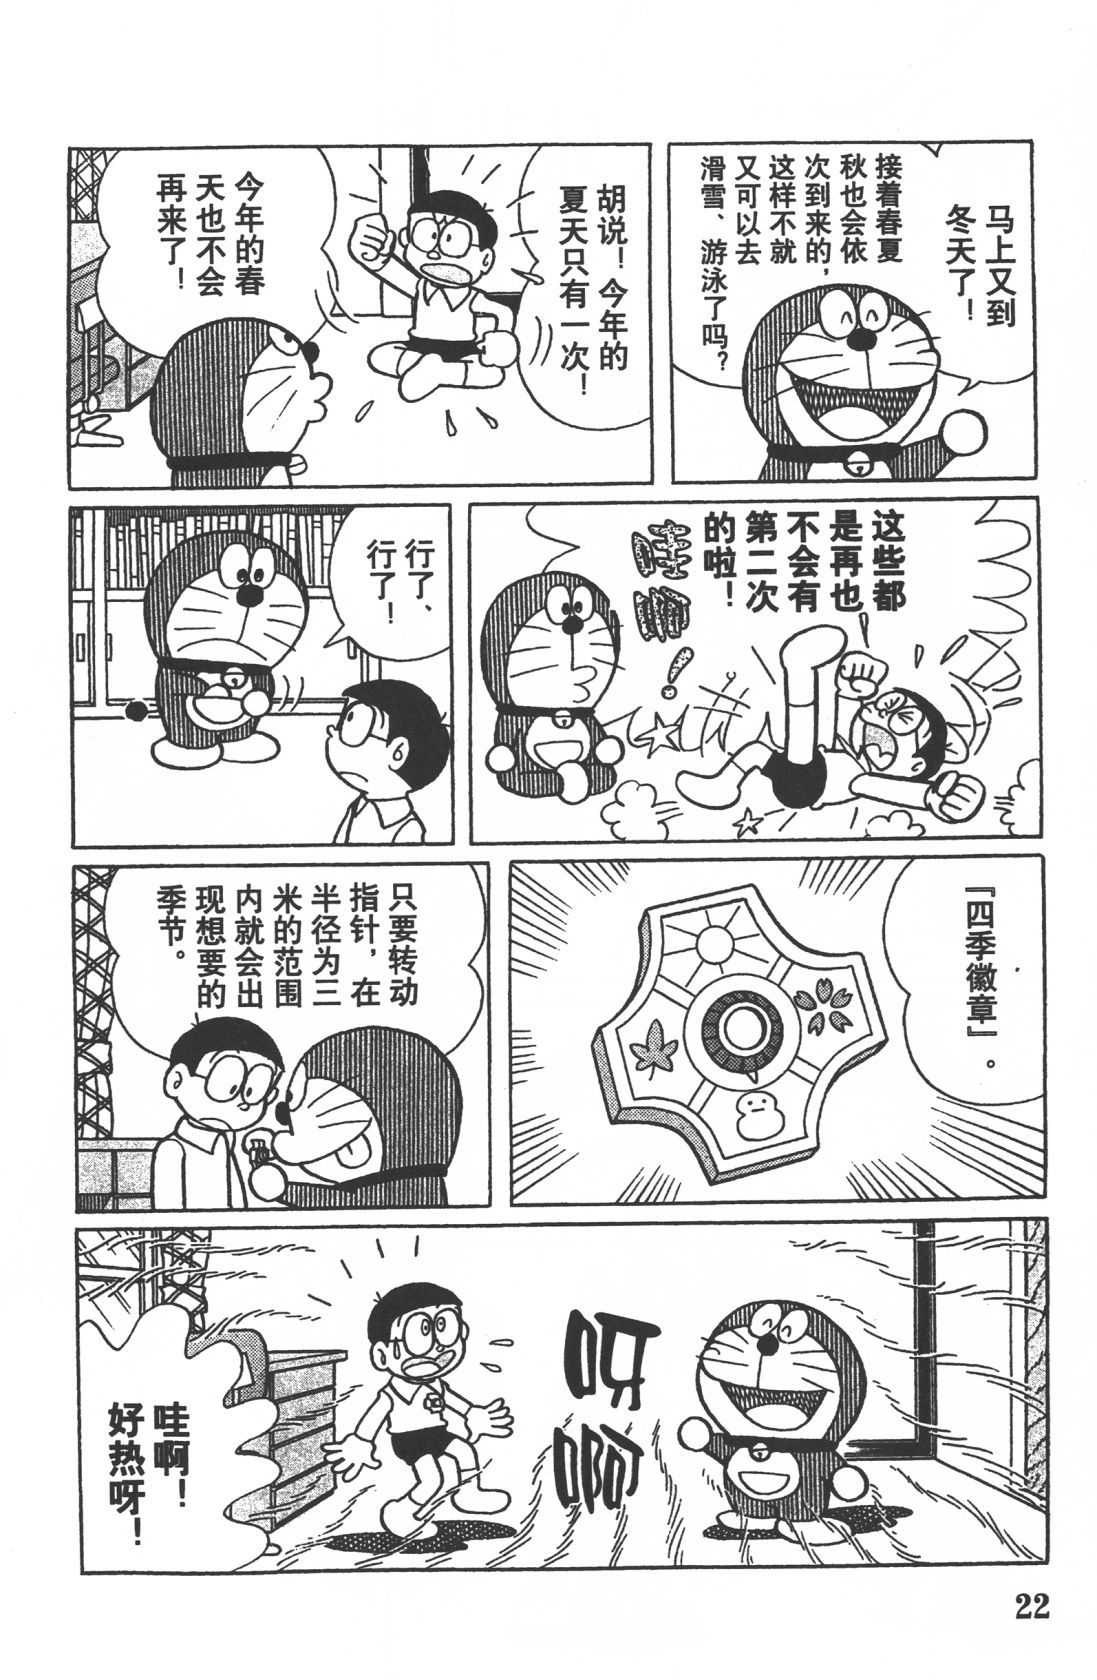 马上又到
冬天了！
接着春夏
秋也会依
次到来的，
这样不就
又可以去
滑雪、游泳了吗？
胡说！今年的
夏天只有一次！
今年的春
天也不会
再来了！
这些都
是再也
不会有
第二次
的啦！
哇啊！
行了、
行了！
『四季徽章』。
只要转动
指针，在
半径为三
米的范围
内就会出
现想要的
季节。
呀啊
哇啊！
好热呀！
22